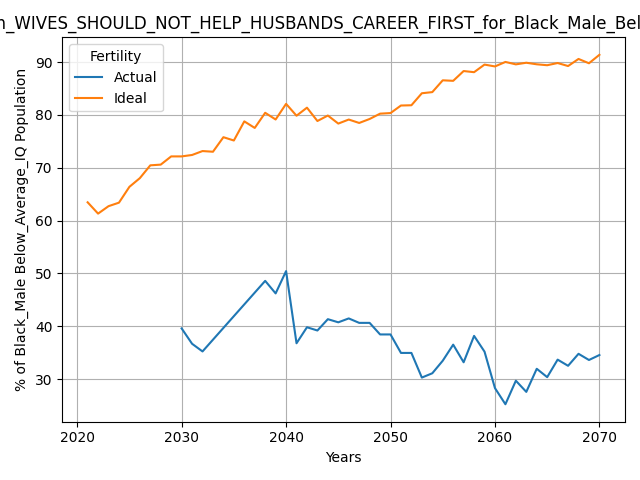 WIVES_SHOULD_NOT_HELP_HUSBANDS_CAREER_FIRST_for_Black_Male_Bel
Fertility
Actual
Ideal
% of Black_Male Below_Average_IQ Population
90
80
70
60
50
40
30
2020
2030
2040
2050
2060
2070
Years